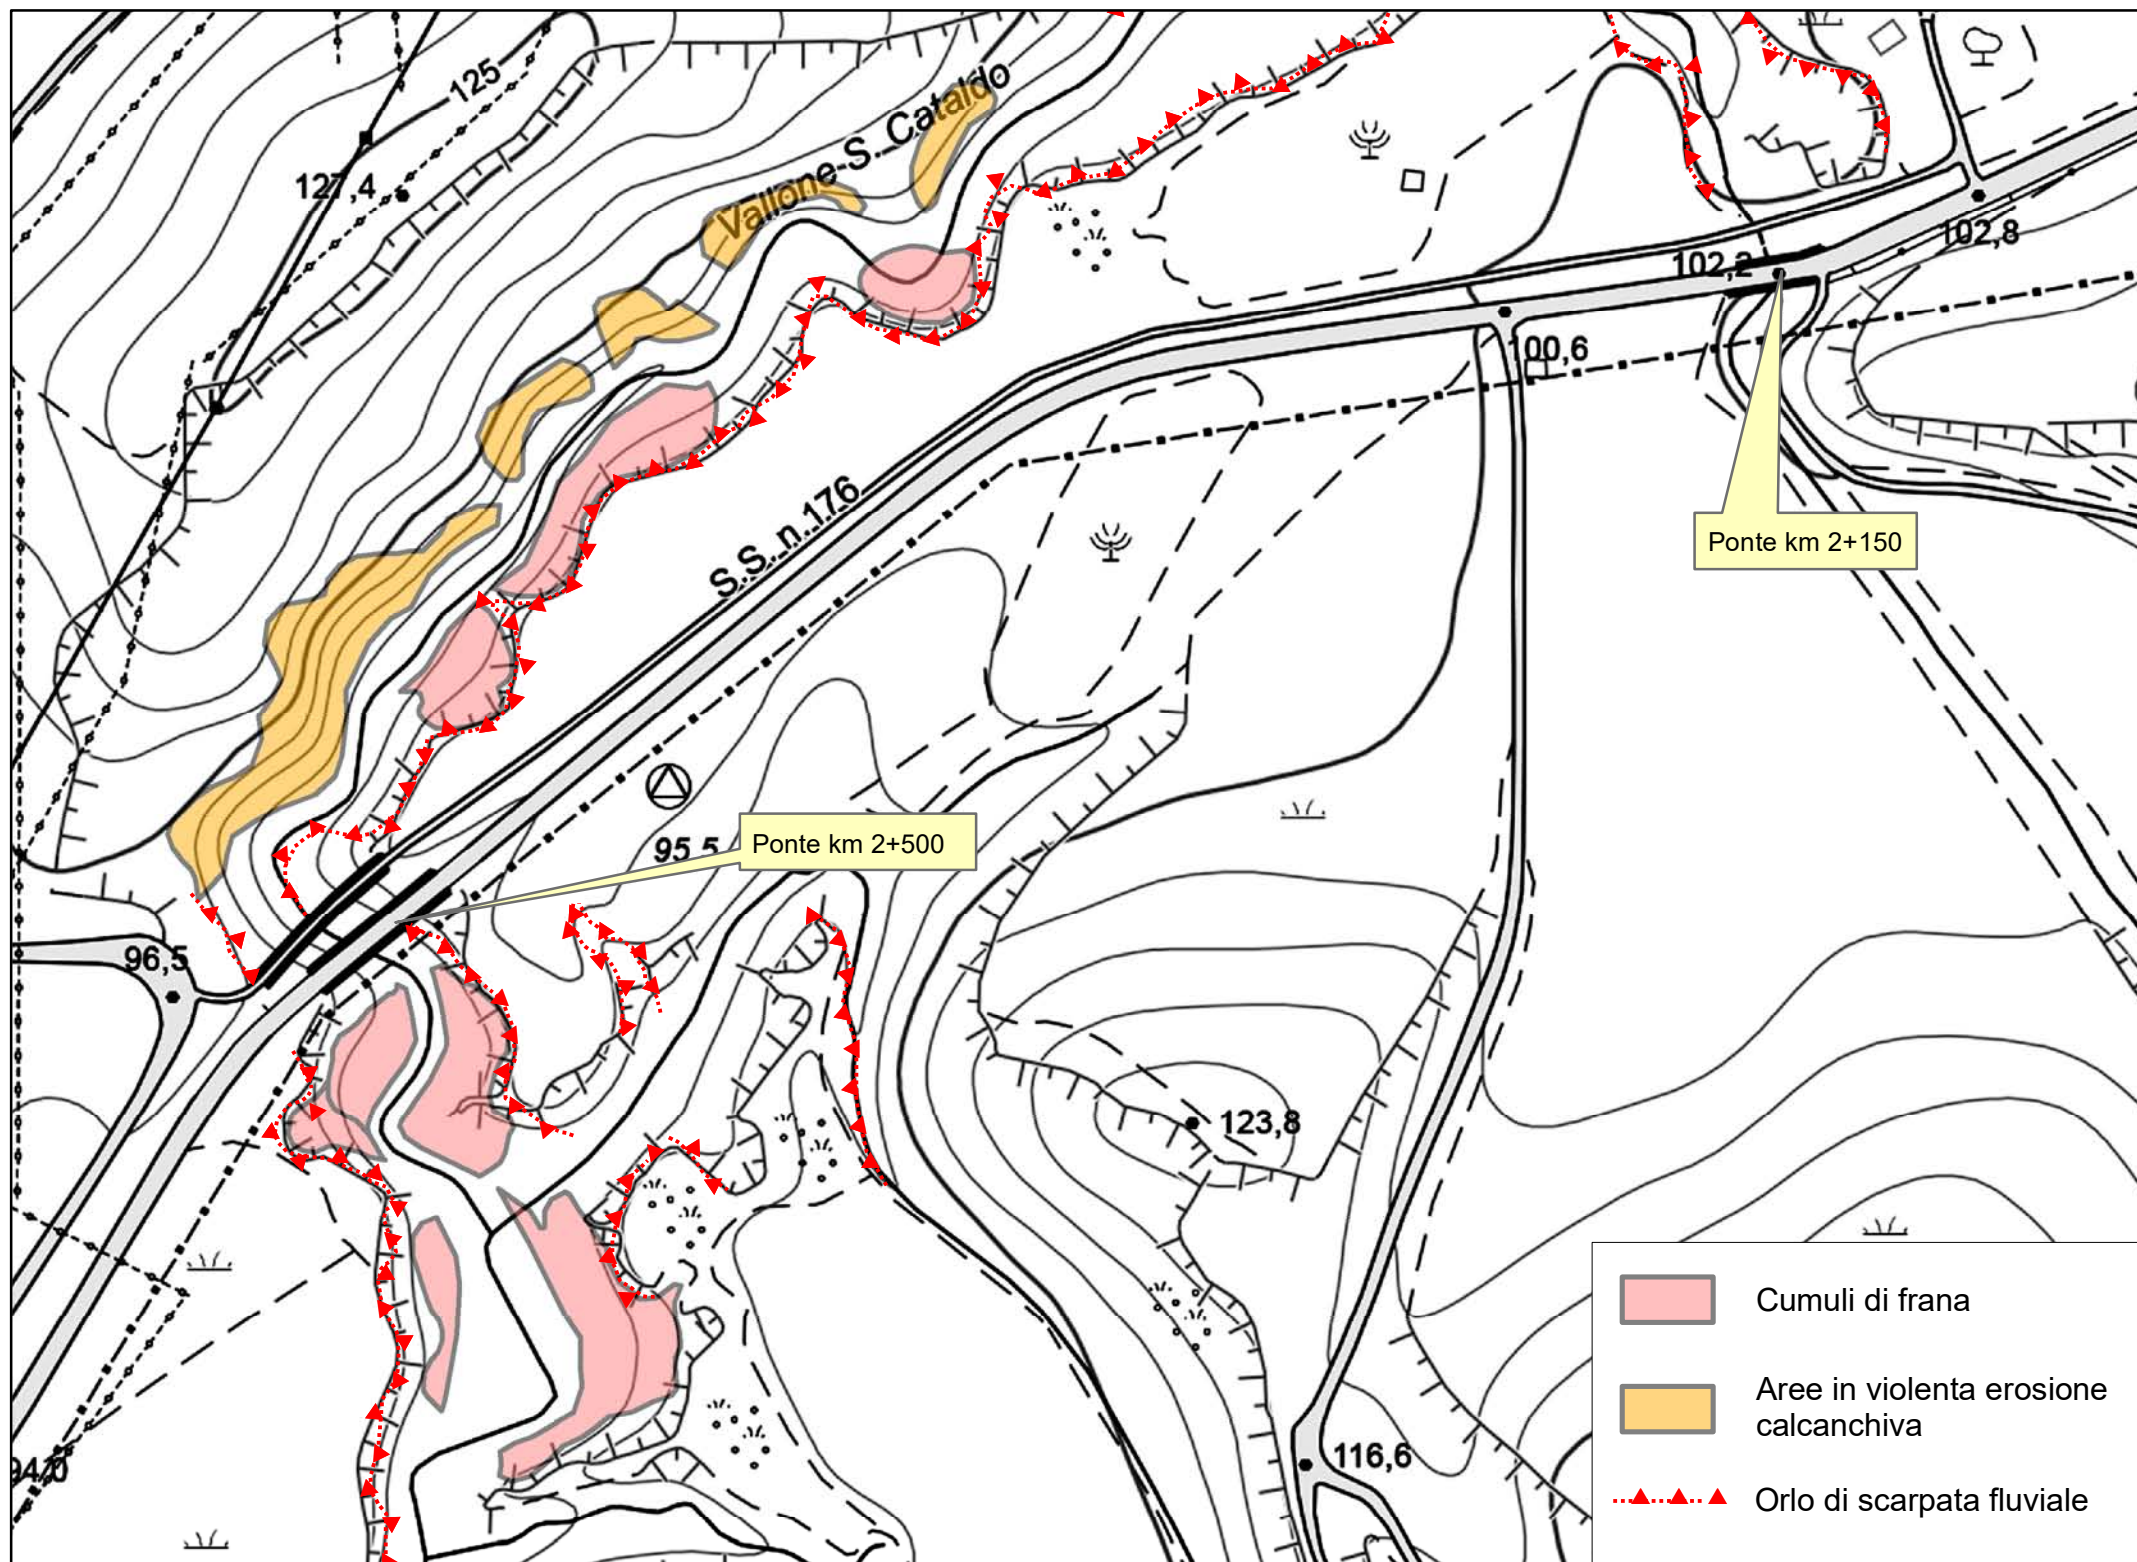 125
Vallone S. Cataldo
127,4
102,8
102,2
100,6
S.S. n. 176
Ponte km 2+150
Ponte km 2+500
95,5
96,5
123,8
Cumuli di frana
Aree in violenta erosione
calcanchiva
116,6
94,0
Orlo di scarpata fluviale